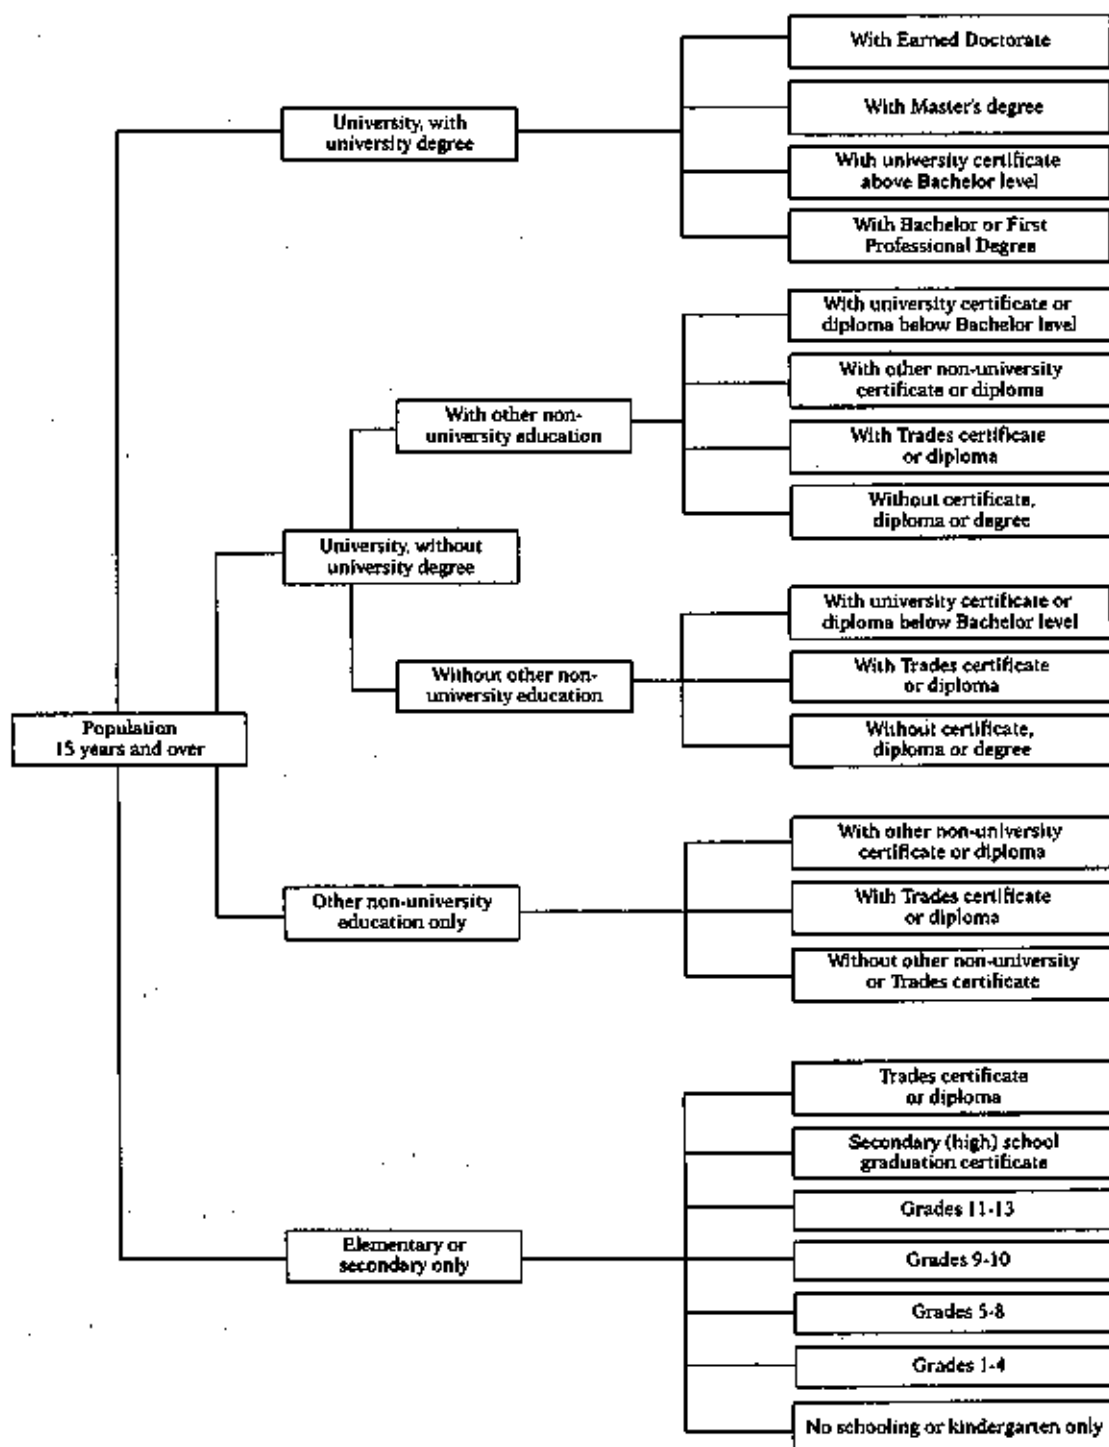 With Earned Doctorate
With Master's degree
University, with
university degree
With university certificate
above Bachelor level
With Bachelor or First
Professional Degree
With university certificate or
diploma below Bachelor level
With other non-university
certificate or diploma
With other non-
university education
With Trades certificate
or diploma
Without certificate,
diploma or degree
University, without
university degree
With university certificate or
diploma below Bachelor level
Without other non-
university education
With Trades certificate
or diploma
Without certificate,
diploma or degree
Population
15 years and over
With other non-university
certificate or diploma
Other non-university
education only
With Trades certificate
or diploma
Without other non-university
or Trades certificate
Trades certificate
or diploma
Secondary (high) school
graduation certificate
Grades 11-13
Elementary or
secondary only
Grades 9-10
Grades 5-8
Grades 1-4
No schooling or kindergarten only